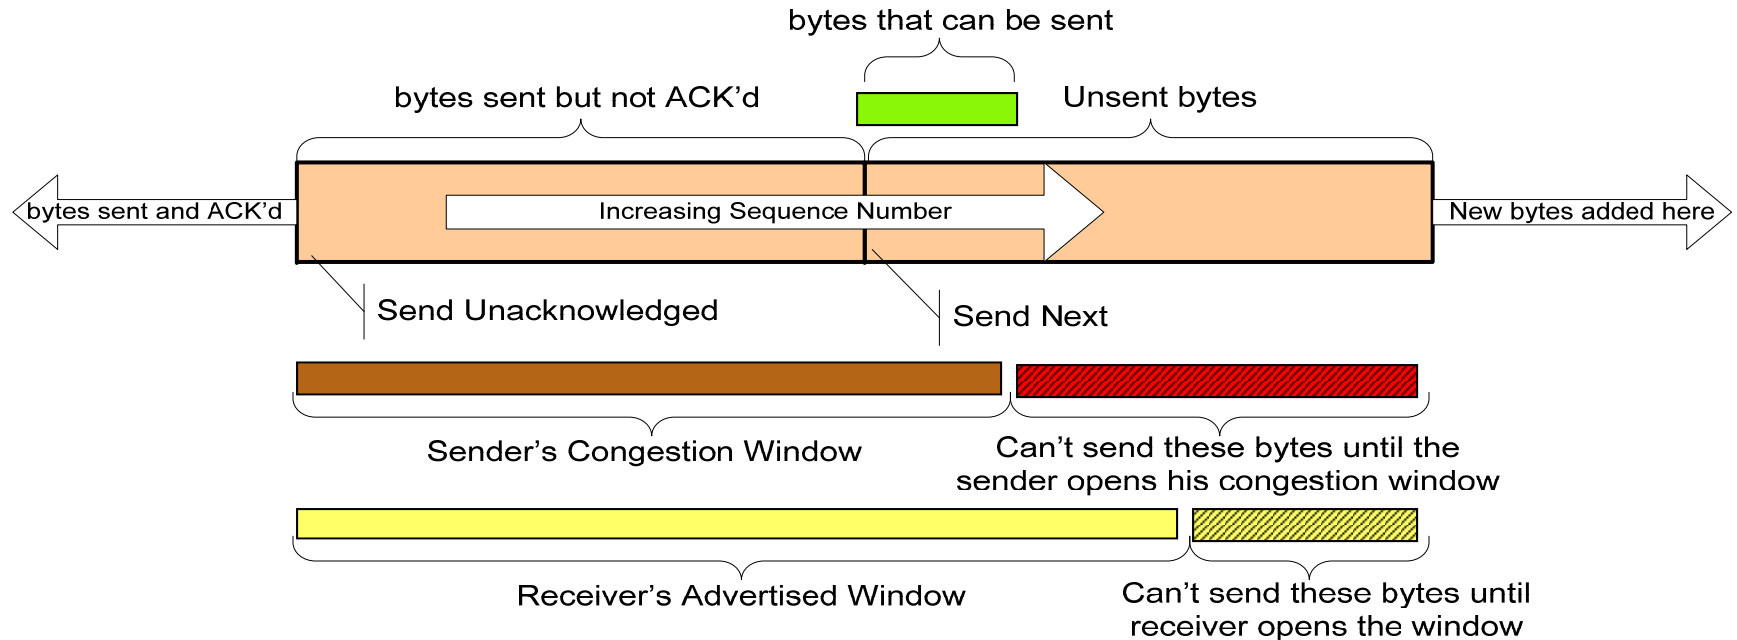 bytes that can be sent
bytes sent but not ACK'd
Unsent bytes
bytes sent and ACK'd
Increasing Sequence Number
New bytes added here
Send Unacknowledged
Send Next
Sender's Congestion Window
Can't send these bytes until the
sender opens his congestion window
Receiver's Advertised Window
Can't send these bytes until
receiver opens the window